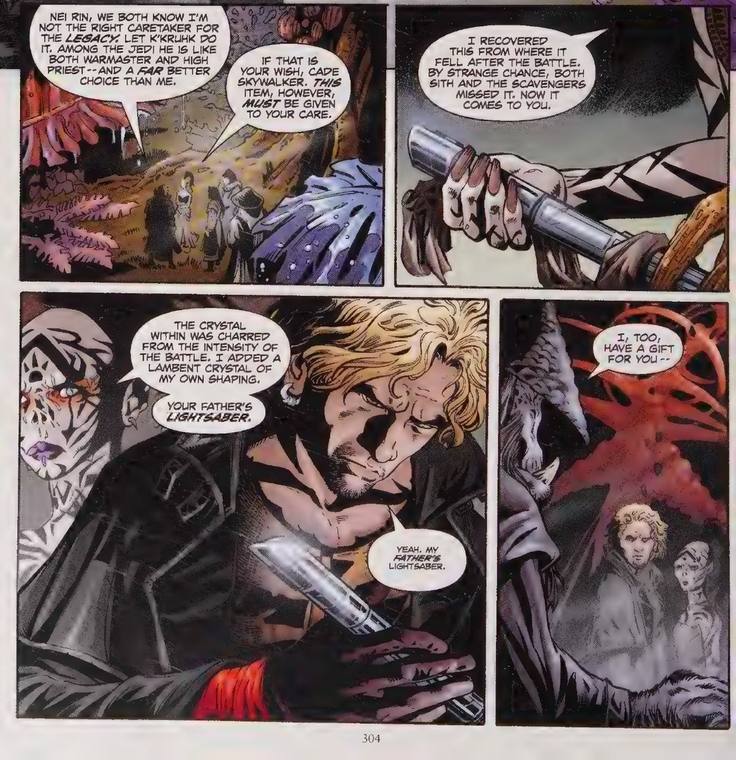 NEI RIN, WE BOTH KNOW I'M
NOT THE RIGHT CARETAKER FOR
THE LEGACY. LET K'KRUHK DO
IT. AMONG THE JEDI HE IS LIKE
BOTH WARMASTER AND HIGH
PRIEST--AND A FAR BETTER
CHOICE THAN ME.
IF THAT IS
YOUR WISH, CADE
SKYWALKER. THIS
ITEM, HOWEVER,
MUST BE GIVEN
TO YOUR CARE.
I RECOVERED
THIS FROM WHERE IT
FELL AFTER THE BATTLE.
BY STRANGE CHANCE, BOTH
SITH AND THE SCAVENGERS
MISSED IT. NOW IT
COMES TO YOU.
THE CRYSTAL
WITHIN WAS CHARRED
FROM THE INTENSITY OF
THE BATTLE. I ADDED A
LAMBENT CRYSTAL OF
MY OWN SHAPING.
YOUR FATHER'S
LIGHTSABER.
YEAH. MY
FATHER'S
LIGHTSABER.
I, TOO,
HAVE A GIFT
FOR YOU--
304